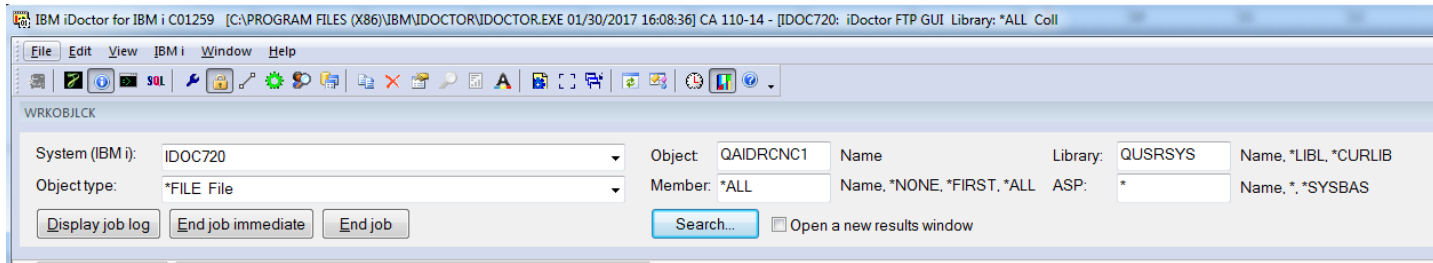 IBM iDoctor for IBM i C01259 [C:\PROGRAM FILES (X86)\IBM\IDOCTOR\IDOCTOR.EXE 01/30/2017 16:08:36] CA 110-14 - [IDOC720: iDoctor FTP GUI Library: *ALL Coll
File Edit View IBM i Window Help
SQL A
WRKOBJLCK
System (IBM i): IDOC720 Object: QAIDRCNC1 Name Library: QUSRSYS Name, *LIBL, *CURLIB
Object type: *FILE File Member: *ALL Name, *NONE, *FIRST, *ALL ASP: * Name, *, *SYSBAS
Display job log End job immediate End job Search... Open a new results window